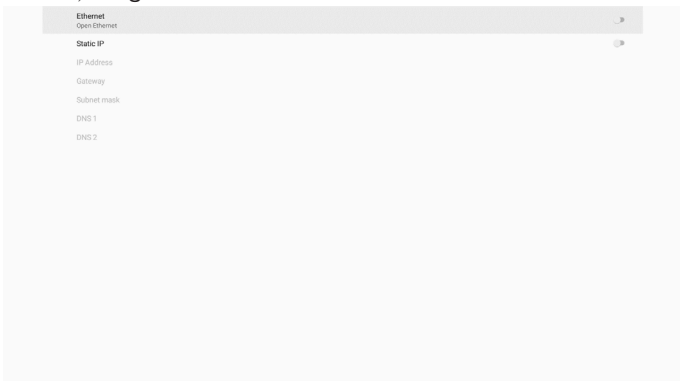 Ethernet
Open Ethernet
Static IP
IP Address
Gateway
Subnet mask
DNS 1
DNS 2